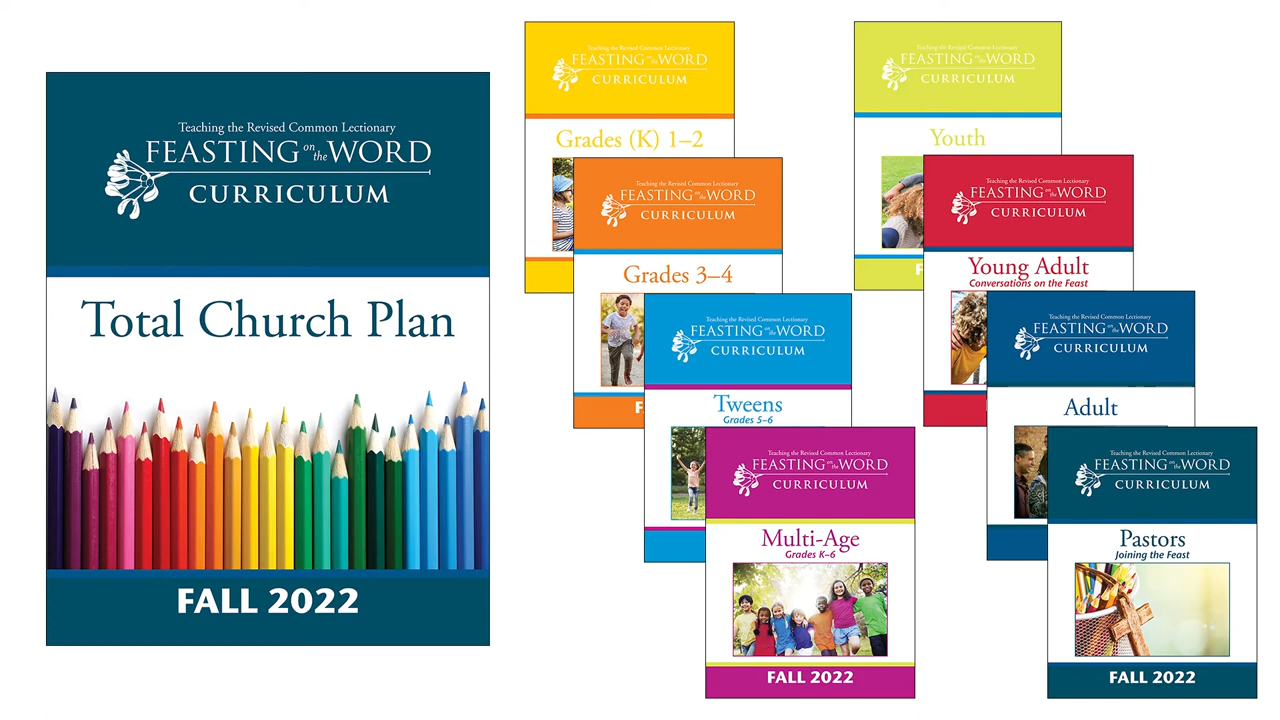 Teaching the Revised Common Lectionary
FEASTING on the WORD
CURRICULUM
Total Church Plan
FALL 2022
Teaching the Revised Common Lectionary
FEASTING on the WORD
CURRICULUM
Grades (K) 1–2
Teaching the Revised Common Lectionary
FEASTING on the WORD
CURRICULUM
Grades 3–4
F
Teaching the Revised Common Lectionary
FEASTING on the WORD
CURRICULUM
Tweens
Grades 5–6
Teaching the Revised Common Lectionary
FEASTING on the WORD
CURRICULUM
Multi-Age
Grades K–6
FALL 2022
Teaching the Revised Common Lectionary
FEASTING on the WORD
CURRICULUM
Youth
F
Teaching the Revised Common Lectionary
FEASTING on the WORD
CURRICULUM
Young Adult
Conversations on the Feast
Teaching the Revised Common Lectionary
FEASTING on the WORD
CURRICULUM
Adult
Teaching the Revised Common Lectionary
FEASTING on the WORD
CURRICULUM
Pastors
Joining the Feast
FALL 2022